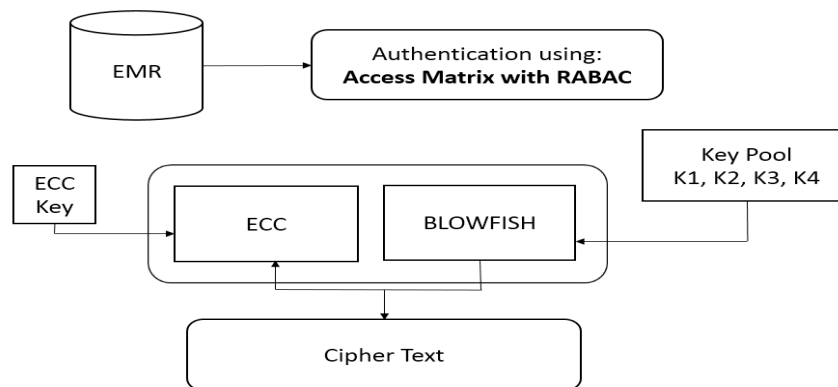 EMR
Authentication using:
Access Matrix with RABAC
ECC
Key
ECC
BLOWFISH
Key Pool
K1, K2, K3, K4
Cipher Text